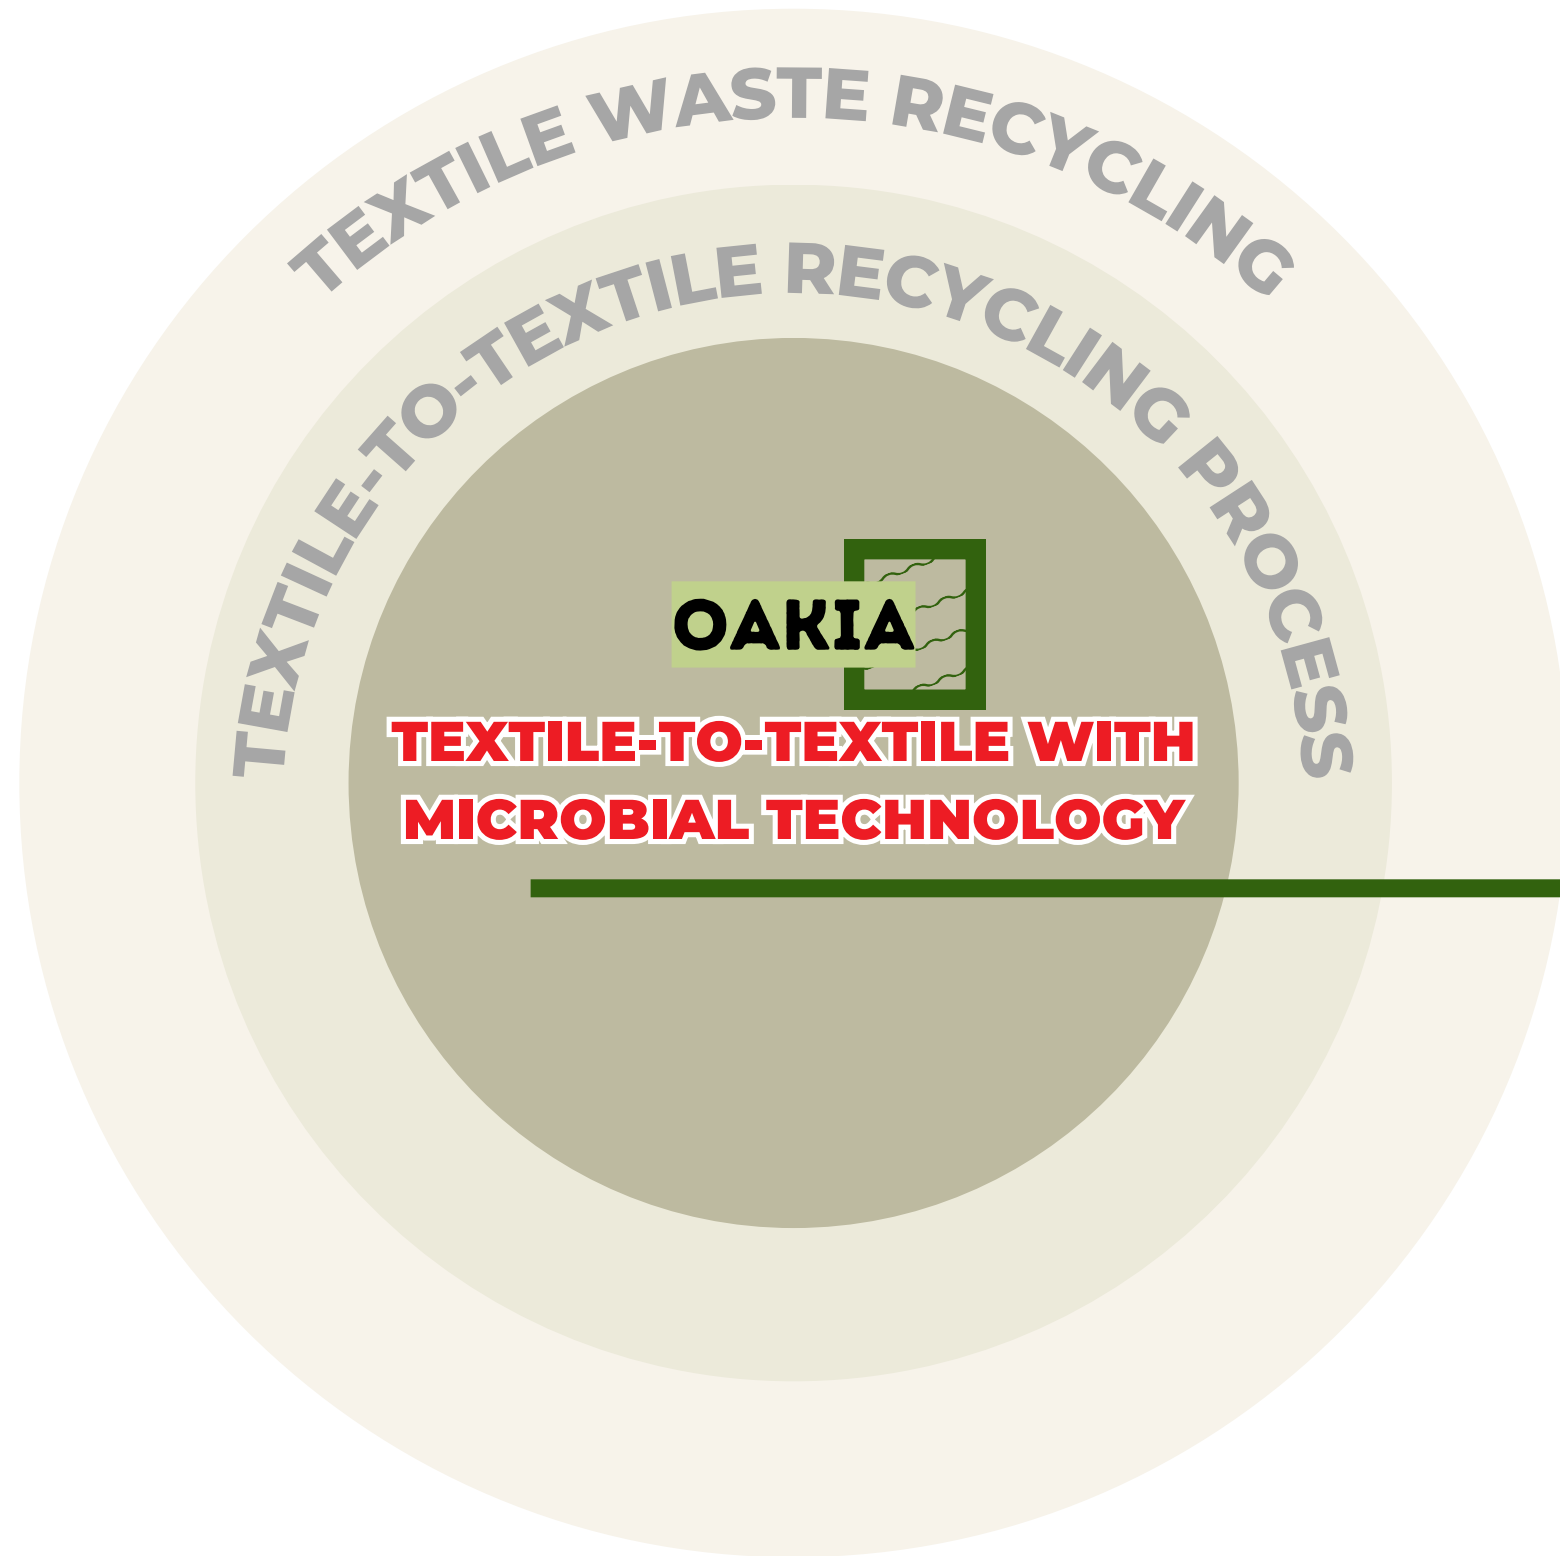 TEXTILE WASTE RECYCLING
TEXTILE-TO-TEXTILE RECYCLING PROCESS
OAKIA
TEXTILE-TO-TEXTILE WITH
MICROBIAL TECHNOLOGY